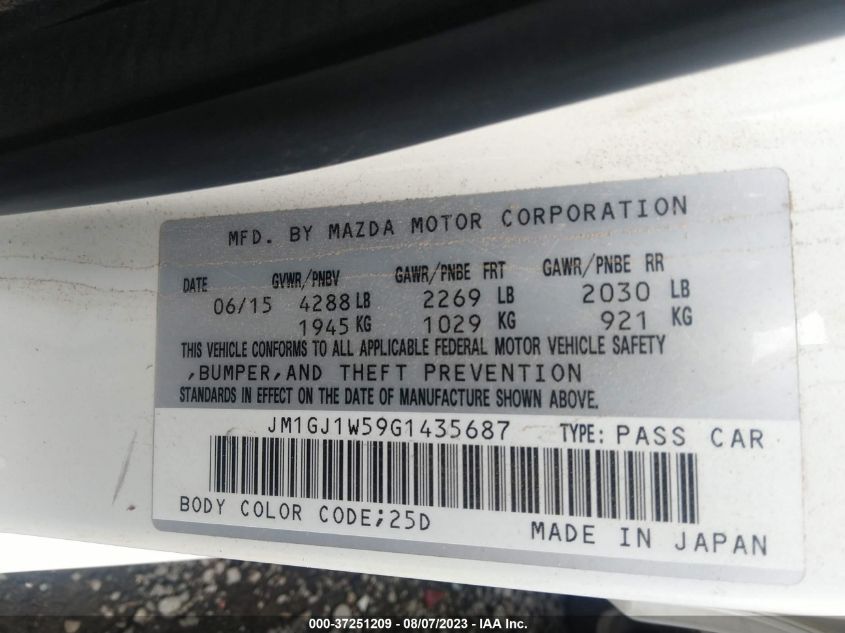 MFD. BY MAZDA MOTOR CORPORATION
DATE GVWR/PNBV GAWR/PNBE FRT GAWR/PNBE RR
06/15 4288 LB 2269 LB 2030 LB
1945 KG 1029 KG 921 KG
THIS VEHICLE CONFORMS TO ALL APPLICABLE FEDERAL MOTOR VEHICLE SAFETY
,BUMPER,AND THEFT PREVENTION
STANDARDS IN EFFECT ON THE DATE OF MANUFACTURE SHOWN ABOVE.
JM1GJ1W59G1435687 TYPE: PASS CAR
BODY COLOR CODE;25D
MADE IN JAPAN
000-37251209 - 08/07/2023 - IAA Inc.